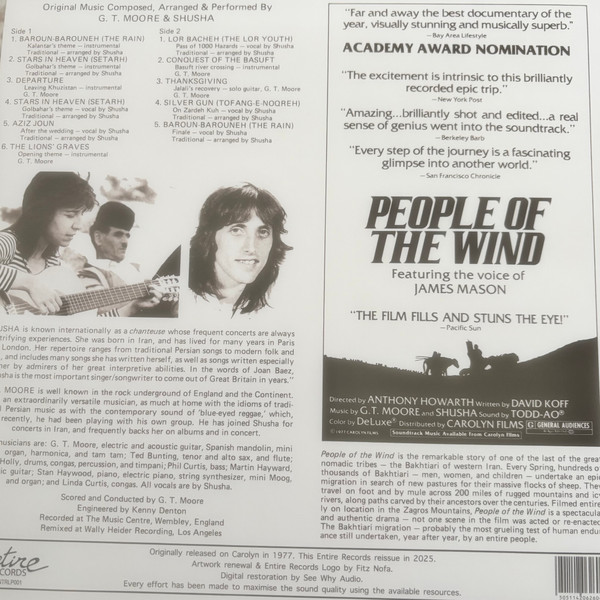 Original Music Composed, Arranged & Performed By
G. T. MOORE & SHUSHA
Side 1
1. BAROUN-BAROUNEH (THE RAIN)
Kalantar's theme — instrumental
Traditional — arranged by Shusha
2. STARS IN HEAVEN (SETARH)
Golbahar's theme — instrumental
Traditional — arranged by Shusha
3. DEPARTURE
Leaving Khuzistan — instrumental
G. T. Moore
4. STARS IN HEAVEN (SETARH)
Golbahar's theme — vocal by Shusha
Traditional — arranged by Shusha
5. AZIZ JOUN
After the wedding — vocal by Shusha
Traditional — arranged by Shusha
6. THE LIONS' GRAVES
Opening theme — instrumental
G. T. Moore
Side 2
1. LOR BACHEH (THE LOR YOUTH)
Pass of 1000 Hazards — vocal by Shusha
Traditional — arranged by Shusha
2. CONQUEST OF THE BASUFT
Basuft river crossing — instrumental
G. T. Moore
3. THANKSGIVING
Jalali's recovery — solo guitar, G. T. Moore
G. T. Moore
4. SILVER GUN (TOFANG-E-NOQREH)
On Zardeh Kuh — vocal by Shusha
Traditional — arranged by Shusha
5. BAROUN-BAROUNEH (THE RAIN)
Finale — vocal by Shusha
Traditional — arranged by Shusha
USHA is known internationally as a chanteuse whose frequent concerts are always
trifying experiences. She was born in Iran, and has lived for many years in Paris
London. Her repertoire ranges from traditional Persian songs to modern folk and
, and includes many songs she has written herself, as well as songs written especially
her by admirers of her great interpretive abilities. In the words of Joan Baez,
sha is the most important singer/songwriter to come out of Great Britain in years."
MOORE is well known in the rock underground of England and the Continent.
an extraordinarily versatile musician, as much at home with the idioms of tradi-
l Persian music as with the contemporary sound of 'blue-eyed reggae,' which,
recently, he had been playing with his own group. He has joined Shusha for
concerts in Iran, and frequently backs her on albums and in concert.
usicians are: G. T. Moore, electric and acoustic guitar, Spanish mandolin, mini
organ, harmonica, and tam tam; Ted Bunting, tenor and alto sax, and flute;
Holly, drums, congas, percussion, and timpani; Phil Curtis, bass; Martin Hayward,
ic guitar; Stan Haywood, piano, electric piano, string synthesizer, mini Moog,
and organ; and Linda Curtis, congas. All vocals are by Shusha.
Scored and Conducted by G. T. Moore
Engineered by Kenny Denton
Recorded at The Music Centre, Wembley, England
Remixed at Wally Heider Recording, Los Angeles
"Far and away the best documentary of the
year, visually stunning and musically superb."
—Bay Area Lifestyle
ACADEMY AWARD NOMINATION
"The excitement is intrinsic to this brilliantly
recorded epic trip."
—New York Post
"Amazing...brilliantly shot and edited...a real
sense of genius went into the soundtrack."
—Berkeley Barb
"Every step of the journey is a fascinating
glimpse into another world."
—San Francisco Chronicle
PEOPLE OF
THE WIND
Featuring the voice of
JAMES MASON
"THE FILM FILLS AND STUNS THE EYE!"
—Pacific Sun
Directed by ANTHONY HOWARTH Written by DAVID KOFF
Music by G.T. MOORE and SHUSHA Sound by TODD-AO®
Color by DeLuxe® Distributed by CAROLYN FILMS G GENERAL AUDIENCES
© 1977 CAROLYN FILMS
Soundtrack Music Available From Carolyn Films
People of the Wind is the remarkable story of one of the last of the great
nomadic tribes — the Bakhtiari of western Iran. Every Spring, hundreds o
thousands of Bakhtiari — men, women, and children — undertake an epic
migration in search of new pastures for their massive flocks of sheep. They
travel on foot and by mule across 200 miles of rugged mountains and icy
rivers, along paths carved by their ancestors over the centuries. Filmed entire
ly on location in the Zagros Mountains, People of the Wind is a spectacula
and authentic drama — not one scene in the film was acted or re-enacted
The Bakhtiari migration — probably the most grueling test of human endur
ance still undertaken, year after year, by an entire people.
ntire
ECORDS
Originally released on Carolyn in 1977. This Entire Records reissue in 2025.
Artwork renewal & Entire Records Logo by Fitz Nofa.
Digital restoration by See Why Audio.
Every effort has been made to maximise the sound quality using the available resources.